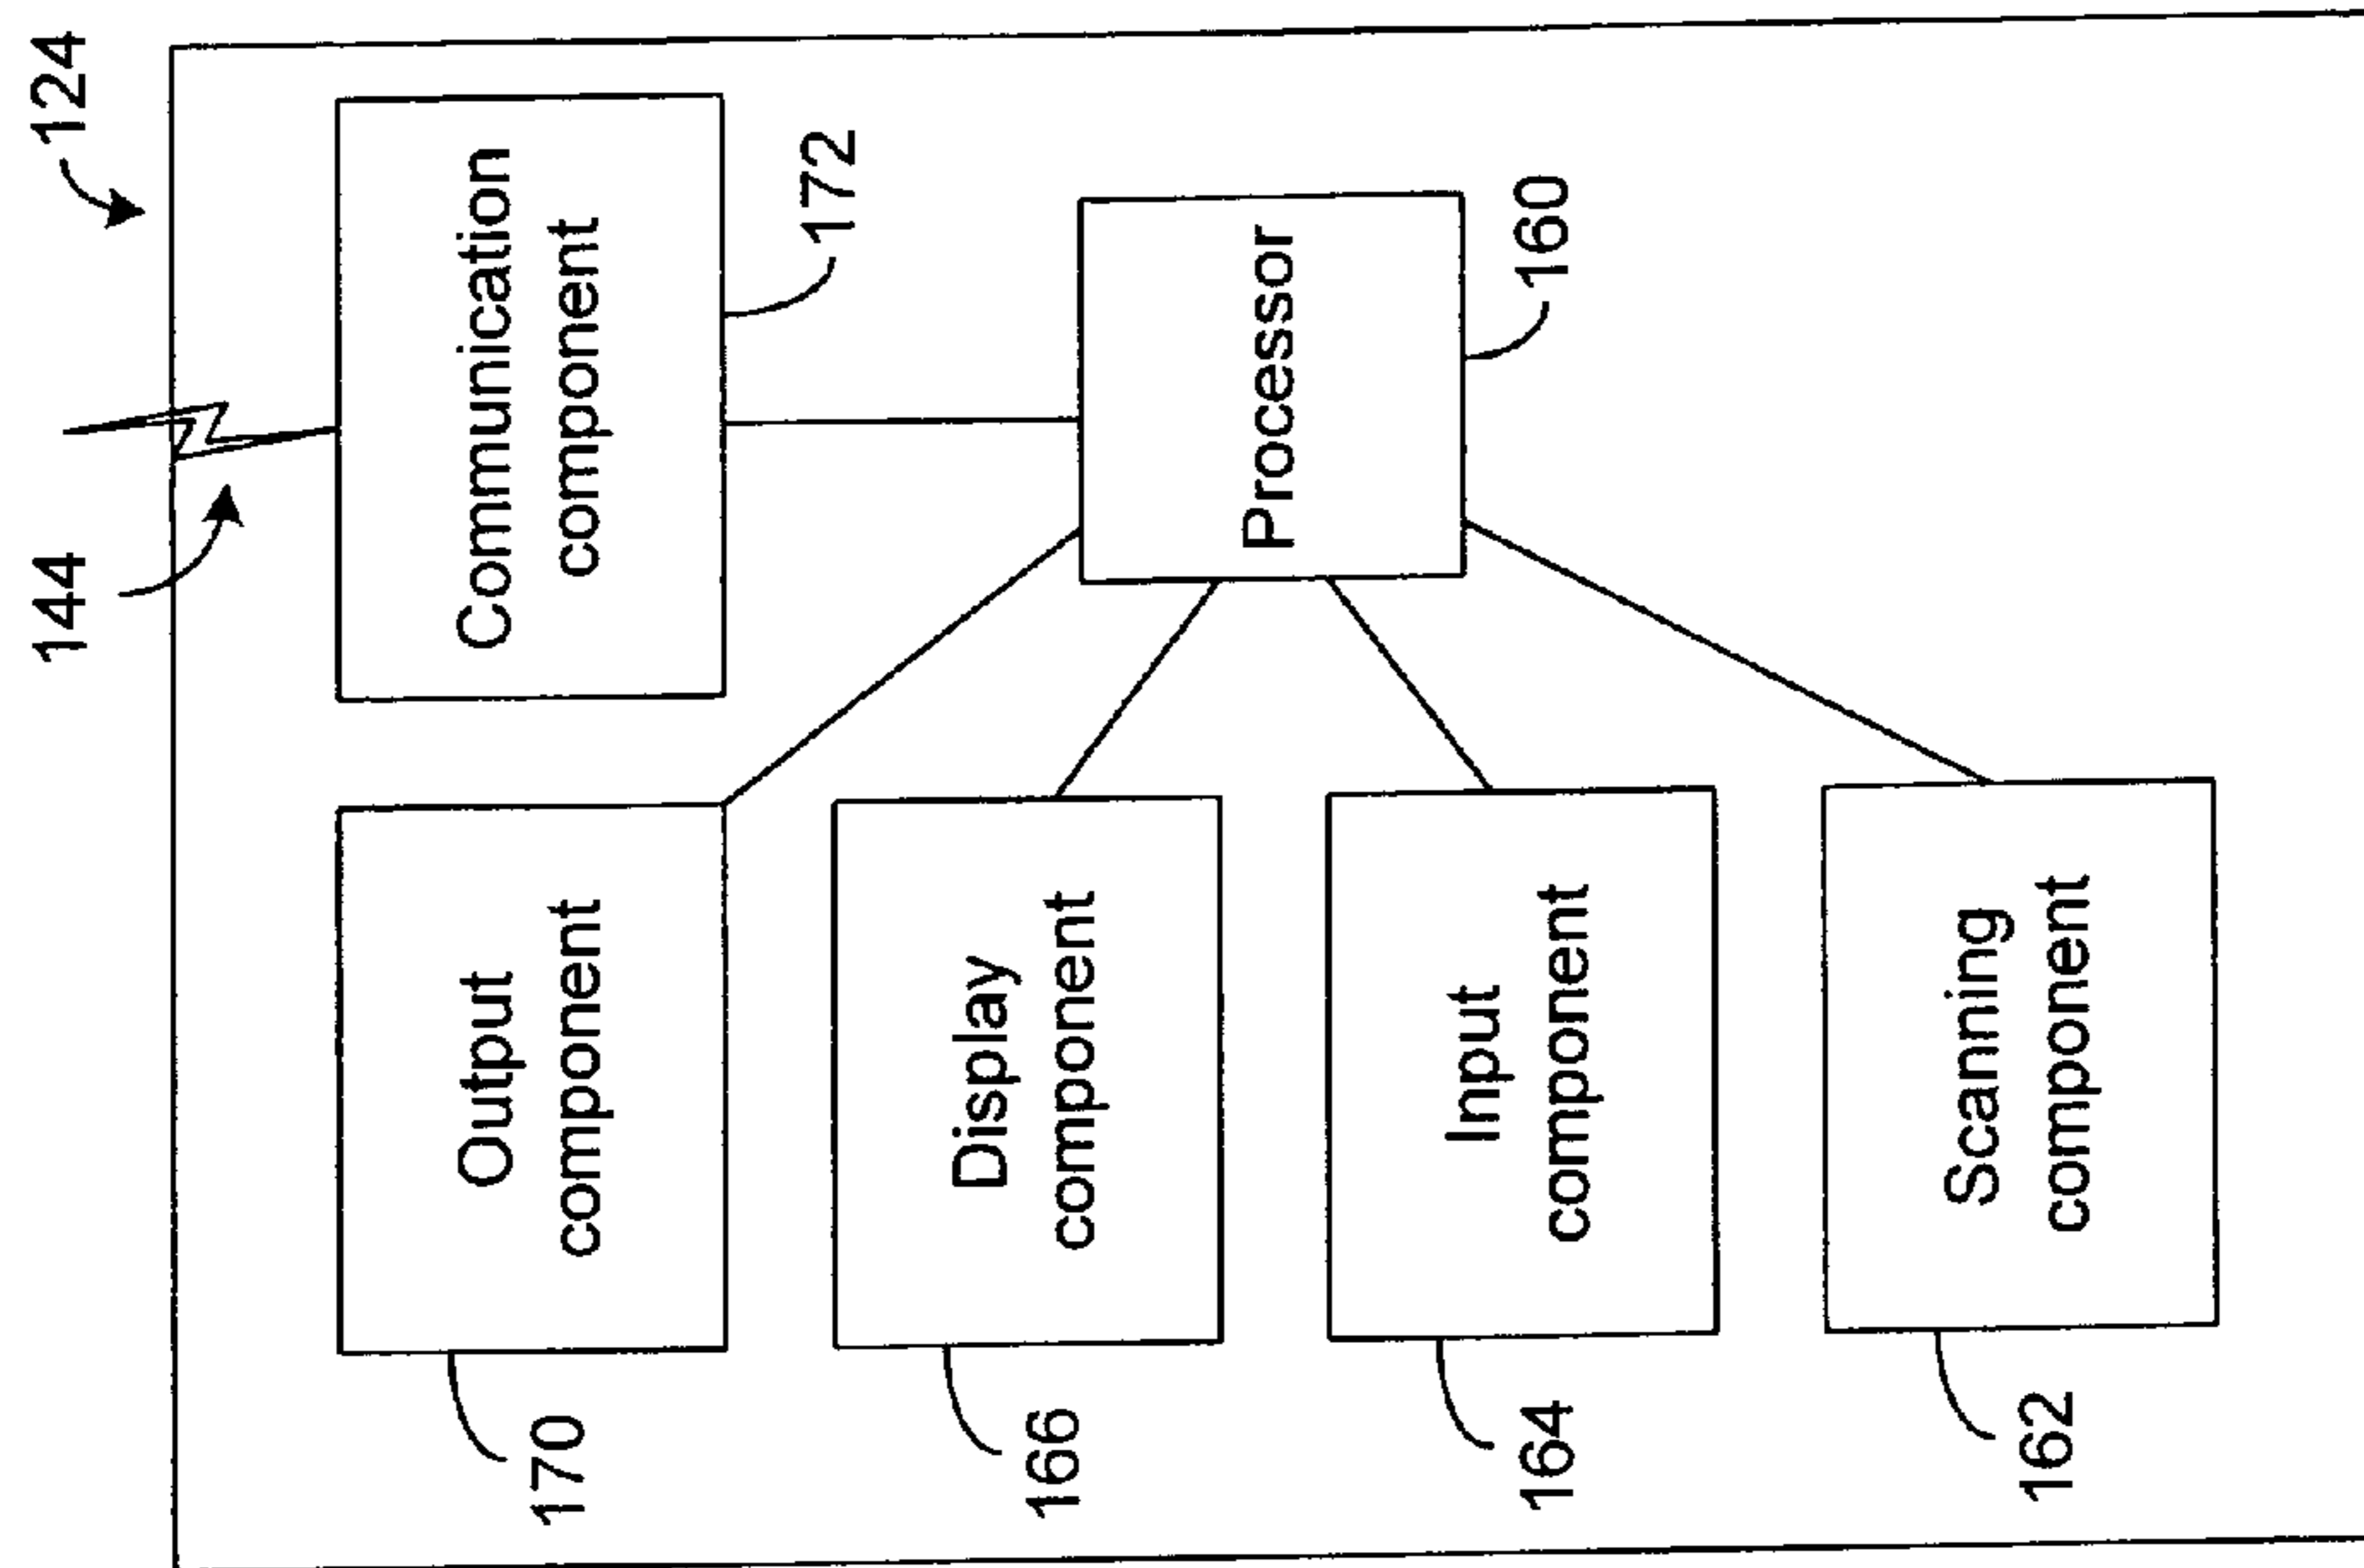 124
144
Communication
component
172
Processor
160
Output
component
170
Display
component
166
Input
component
164
Scanning
component
162